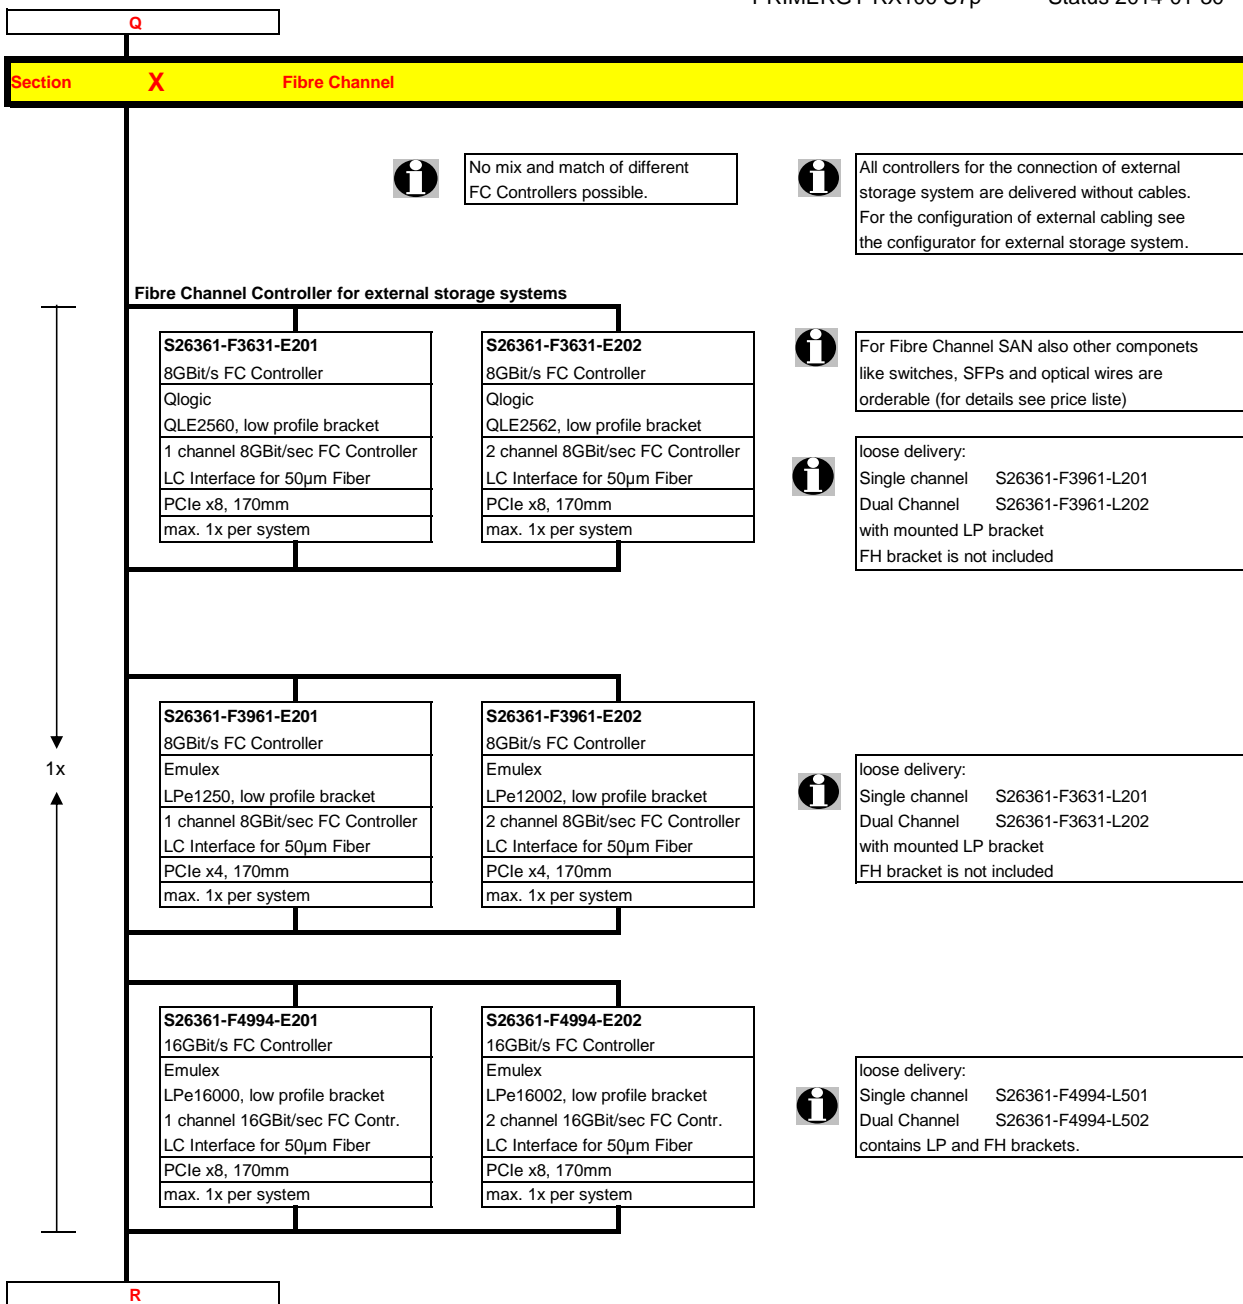 PRIMERGY RX100 S7p Status 2014-01-30
Q
Section X Fibre Channel
No mix and match of different
FC Controllers possible.
All controllers for the connection of external
storage system are delivered without cables.
For the configuration of external cabling see
the configurator for external storage system.
Fibre Channel Controller for external storage systems
S26361-F3631-E201
8GBit/s FC Controller
Qlogic
QLE2560, low profile bracket
1 channel 8GBit/sec FC Controller
LC Interface for 50µm Fiber
PCIe x8, 170mm
max. 1x per system
S26361-F3631-E202
8GBit/s FC Controller
Qlogic
QLE2562, low profile bracket
2 channel 8GBit/sec FC Controller
LC Interface for 50µm Fiber
PCIe x8, 170mm
max. 1x per system
For Fibre Channel SAN also other componets
like switches, SFPs and optical wires are
orderable (for details see price liste)
loose delivery:
Single channel S26361-F3961-L201
Dual Channel S26361-F3961-L202
with mounted LP bracket
FH bracket is not included
1x
S26361-F3961-E201
8GBit/s FC Controller
Emulex
LPe1250, low profile bracket
1 channel 8GBit/sec FC Controller
LC Interface for 50µm Fiber
PCIe x4, 170mm
max. 1x per system
S26361-F3961-E202
8GBit/s FC Controller
Emulex
LPe12002, low profile bracket
2 channel 8GBit/sec FC Controller
LC Interface for 50µm Fiber
PCIe x4, 170mm
max. 1x per system
loose delivery:
Single channel S26361-F3631-L201
Dual Channel S26361-F3631-L202
with mounted LP bracket
FH bracket is not included
S26361-F4994-E201
16GBit/s FC Controller
Emulex
LPe16000, low profile bracket
1 channel 16GBit/sec FC Contr.
LC Interface for 50µm Fiber
PCIe x8, 170mm
max. 1x per system
S26361-F4994-E202
16GBit/s FC Controller
Emulex
LPe16002, low profile bracket
2 channel 16GBit/sec FC Contr.
LC Interface for 50µm Fiber
PCIe x8, 170mm
max. 1x per system
loose delivery:
Single channel S26361-F4994-L501
Dual Channel S26361-F4994-L502
contains LP and FH brackets.
R